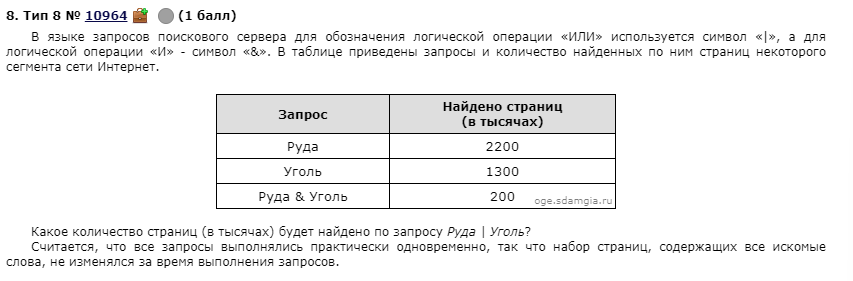 8. Тип 8 № 10964 (1 балл)
В языке запросов поискового сервера для обозначения логической операции «ИЛИ» используется символ «|», а для
логической операции «И» - символ «&». В таблице приведены запросы и количество найденных по ним страниц некоторого
сегмента сети Интернет.
Запрос Найдено страниц
(в тысячах)
Руда 2200
Уголь 1300
Руда & Уголь 200
oge.sdamgia.ru
Какое количество страниц (в тысячах) будет найдено по запросу Руда | Уголь?
Считается, что все запросы выполнялись практически одновременно, так что набор страниц, содержащих все искомые
слова, не изменялся за время выполнения запросов.